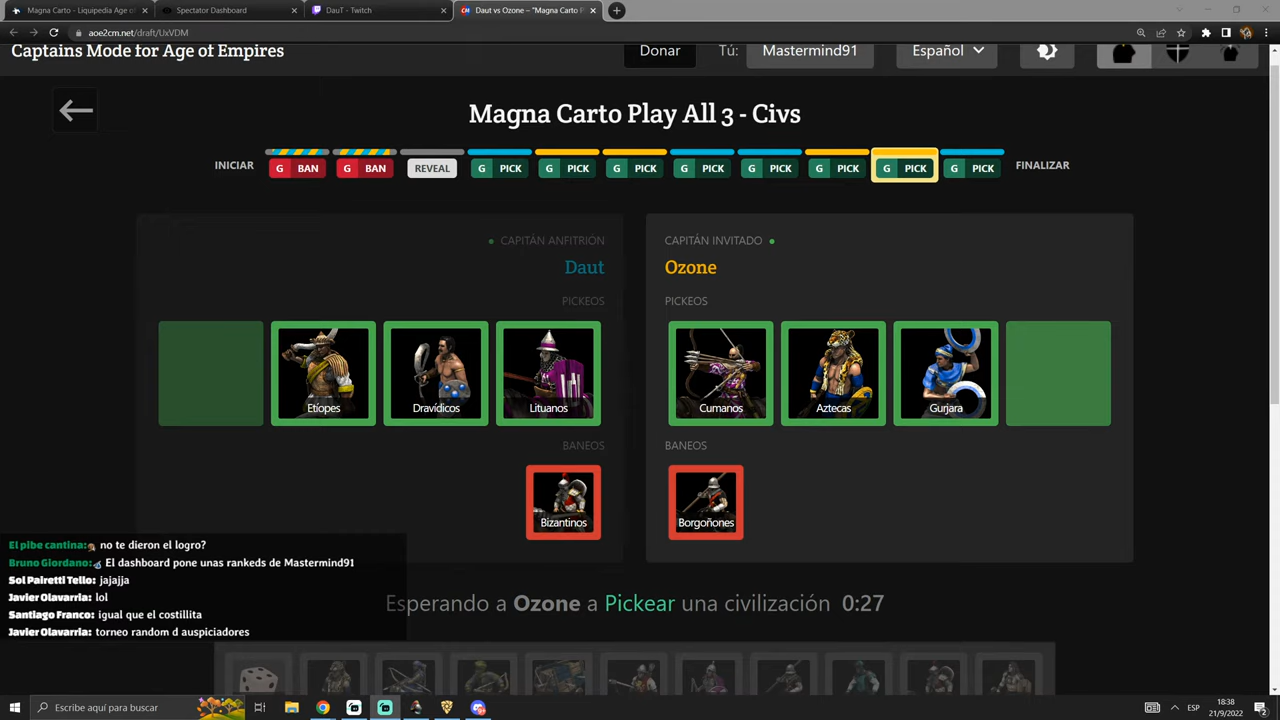 Magna Carto - Liquipedia Age of
Spectator Dashboard
DauT - Twitch
Daut vs Ozone – "Magna Carto P
aoe2cm.net/draft/UxVDM
Captains Mode for Age of Empires
Donar
Tú:
Mastermind91
Español
Magna Carto Play All 3 - Civs
INICIAR
G BAN
G BAN
REVEAL
G PICK
G PICK
G PICK
G PICK
G PICK
G PICK
G PICK
G PICK
FINALIZAR
CAPITÁN ANFITRIÓN
Daut
PICKEOS
Etíopes
Dravídicos
Lituanos
BANEOS
Bizantinos
CAPITÁN INVITADO
Ozone
PICKEOS
Cumanos
Aztecas
Gurjara
BANEOS
Borgoñones
El pibe cantina: no te dieron el logro?
Bruno Giordano: El dashboard pone unas rankeds de Mastermind91
Sol Pairetti Tello: jajajja
Javier Olavarria: lol
Santiago Franco: igual que el costillita
Javier Olavarria: torneo random d auspiciadores
Esperando a Ozone a Pickear una civilización 0:27
Escribe aquí para buscar
ESP
18:38
21/9/2022
2